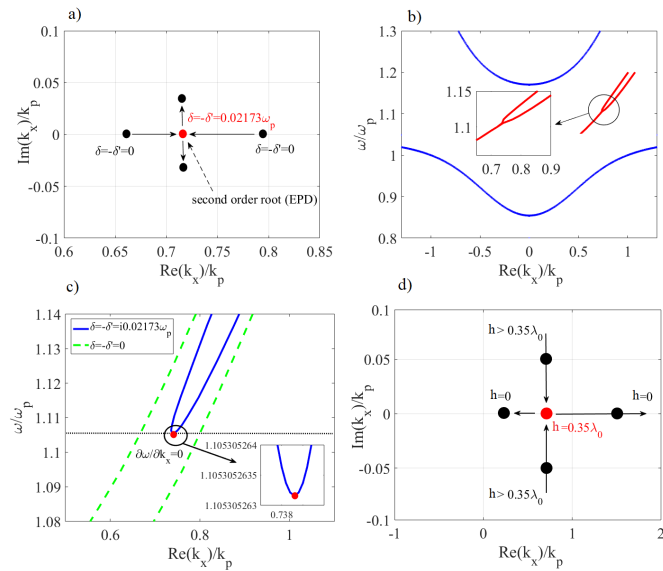 a)
0.1
0.05
0
-0.05
-0.1
Im(kx)/kp
δ=-δ'=0.02173ωp
δ=-δ'=0
δ=-δ'=0
second order root (EPD)
0.6 0.65 0.7 0.75 0.8 0.85
Re(kx)/kp
b)
1.3
1.2
1.1
1
0.9
0.8
ω/ωp
1.15
1.1
0.7 0.8 0.9
-1 -0.5 0 0.5 1
Re(kx)/kp
c)
1.14
1.13
1.12
1.11
1.1
1.09
1.08
ω/ωp
δ=-δ'=i0.02173ωp
δ=-δ'=0
∂ω/∂kx=0
1.105305264
1.1053052635
1.105305263
0.738
0.6 0.8 1
Re(kx)/kp
d)
0.1
0.05
0
-0.05
-0.1
Im(kx)/kp
h>0.35λ0
h=0
h=0
h=0.35λ0
h>0.35λ0
-1 0 1 2
Re(kx)/kp